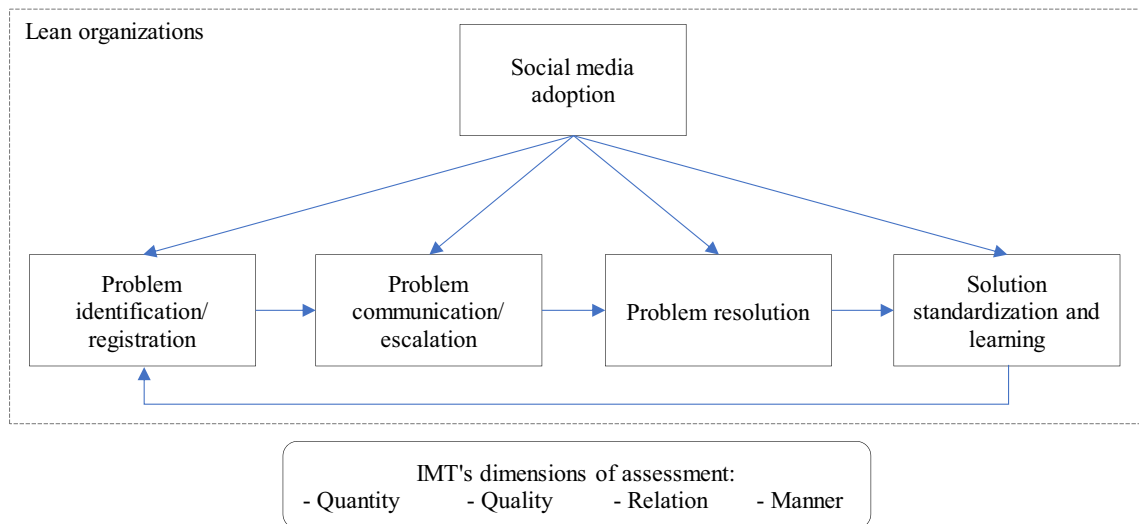 Lean organizations
Social media
adoption
Problem
identification/
registration
Problem
communication/
escalation
Problem resolution
Solution
standardization and
learning
IMT's dimensions of assessment:
- Quantity - Quality - Relation - Manner